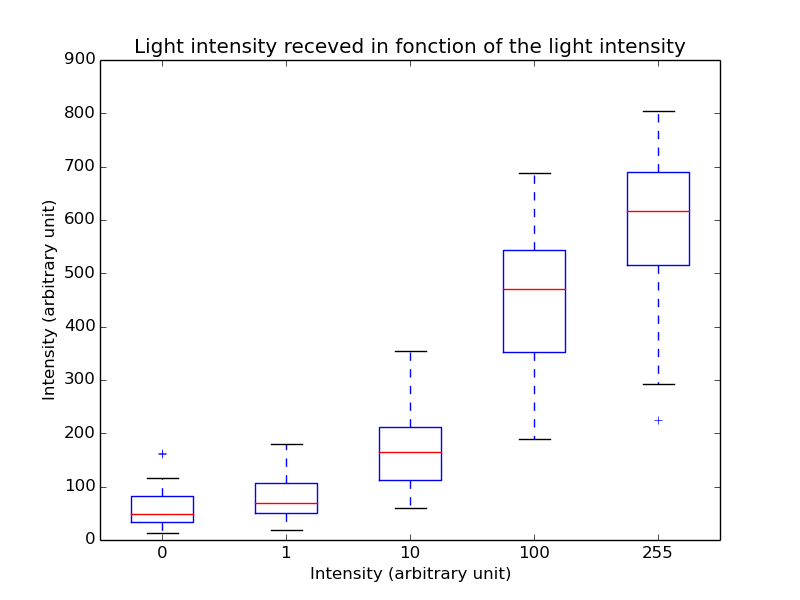 Light intensity receved in fonction of the light intensity
900
800
700
600
500
400
300
200
100
0
Intensity (arbitrary unit)
0 1 10 100 255
Intensity (arbitrary unit)